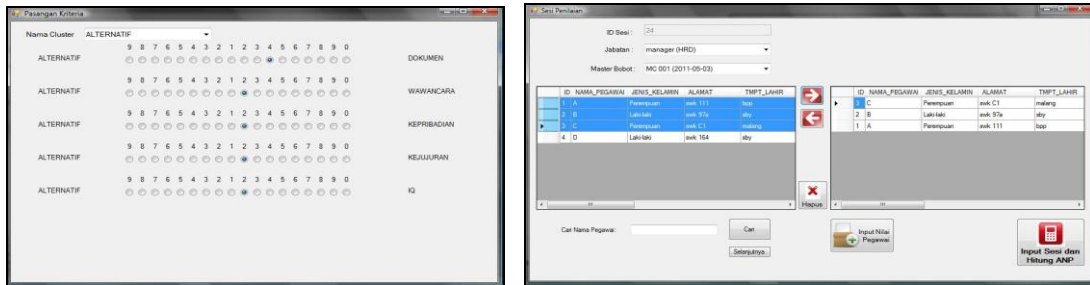 Pasangan Kriteria
Nama Cluster ALTERNATIF
9 8 7 6 5 4 3 2 1 2 3 4 5 6 7 8 9 0
ALTERNATIF DOKUMEN
9 8 7 6 5 4 3 2 1 2 3 4 5 6 7 8 9 0
ALTERNATIF WAWANCARA
9 8 7 6 5 4 3 2 1 2 3 4 5 6 7 8 9 0
ALTERNATIF KEPRIBADIAN
9 8 7 6 5 4 3 2 1 2 3 4 5 6 7 8 9 0
ALTERNATIF KEJUJURAN
9 8 7 6 5 4 3 2 1 2 3 4 5 6 7 8 9 0
ALTERNATIF IQ
Sesi Penilaian
ID Sesi : 24
Jabatan : manager (HRD)
Master Bobot : MC 001 (2011-05-03)
ID NAMA_PEGAWAI JENIS_KELAMIN ALAMAT TMPT_LAHIR
1 A Perempuan swk 111 bpp
2 B Laki-laki swk 97a sby
3 C Perempuan swk C1 malang
4 D Laki-laki swk 164 sby
ID NAMA_PEGAWAI JENIS_KELAMIN ALAMAT TMPT_LAHIR
3 C Perempuan swk C1 malang
2 B Laki-laki swk 97a sby
1 A Perempuan swk 111 bpp
Hapus
Cari Nama Pegawai: Cari
Selanjutnya
Input Nilai
Pegawai
Input Sesi dan
Hitung ANP